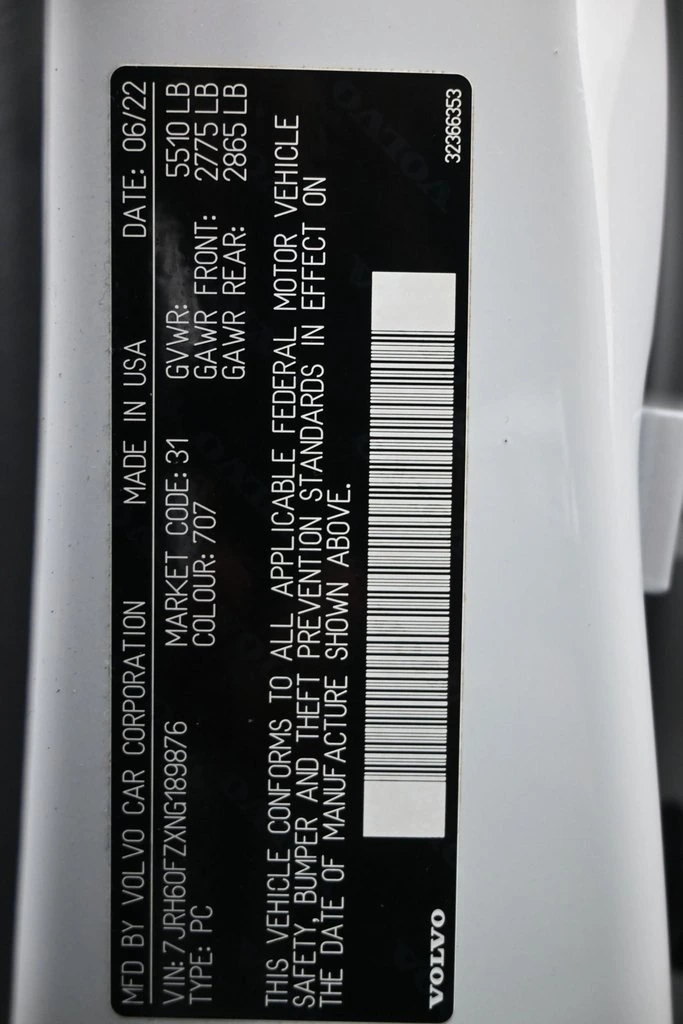 MFD BY VOLVO CAR CORPORATION MADE IN USA DATE: 06/22
VIN: 7JRH60FZXNG189876 MARKET CODE: 31 GVWR: 5510 LB
TYPE: PC COLOUR: 707 GAWR FRONT: 2775 LB
GAWR REAR: 2865 LB
THIS VEHICLE CONFORMS TO ALL APPLICABLE FEDERAL MOTOR VEHICLE
SAFETY, BUMPER AND THEFT PREVENTION STANDARDS IN EFFECT ON
THE DATE OF MANUFACTURE SHOWN ABOVE.
VOLVO 32366353